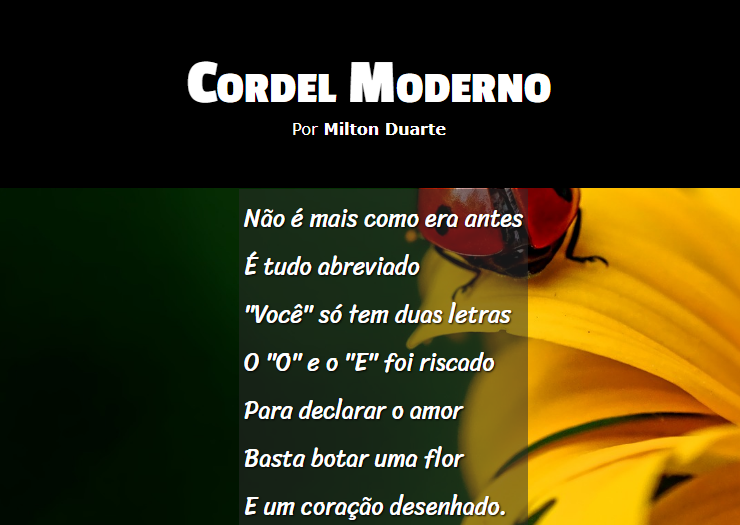 Cordel Moderno
Por Milton Duarte
Não é mais como era antes
É tudo abreviado
"Você" só tem duas letras
O "O" e o "E" foi riscado
Para declarar o amor
Basta botar uma flor
E um coração desenhado.